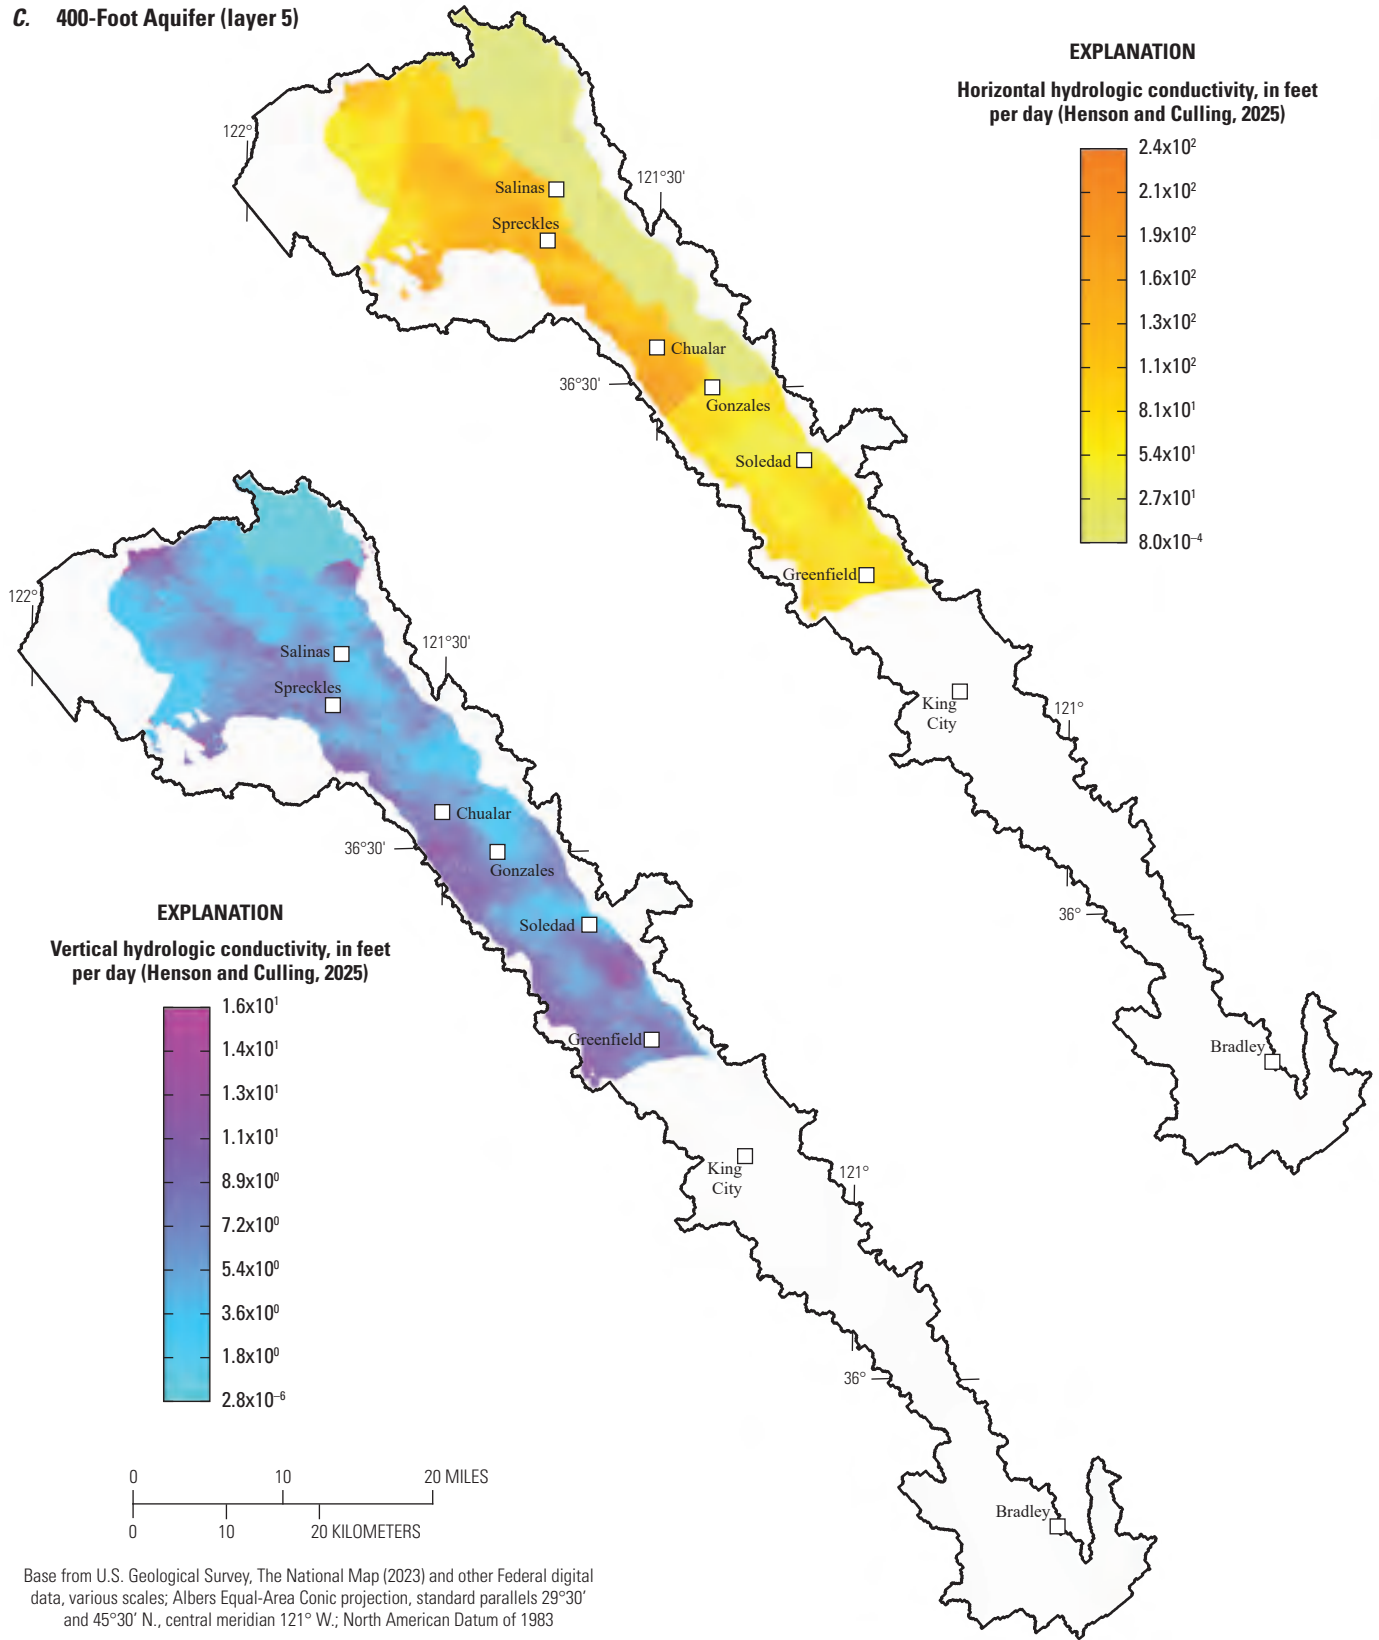 C. 400-Foot Aquifer (layer 5)
EXPLANATION
Horizontal hydrologic conductivity, in feet
per day (Henson and Culling, 2025)
2.4x10²
2.1x10²
1.9x10²
1.6x10²
1.3x10²
1.1x10²
8.1x10¹
5.4x10¹
2.7x10¹
8.0x10⁻⁴
122°
121°30'
Salinas
Spreckles
Chualar
36°30'
Gonzales
Soledad
Greenfield
King
City
121°
36°
Bradley
122°
121°30'
Salinas
Spreckles
Chualar
36°30'
Gonzales
Soledad
Greenfield
King
City
121°
36°
Bradley
EXPLANATION
Vertical hydrologic conductivity, in feet
per day (Henson and Culling, 2025)
1.6x10¹
1.4x10¹
1.3x10¹
1.1x10¹
8.9x10⁰
7.2x10⁰
5.4x10⁰
3.6x10⁰
1.8x10⁰
2.8x10⁻⁶
0 10 20 MILES
0 10 20 KILOMETERS
Base from U.S. Geological Survey, The National Map (2023) and other Federal digital
data, various scales; Albers Equal-Area Conic projection, standard parallels 29°30’
and 45°30’ N., central meridian 121° W.; North American Datum of 1983